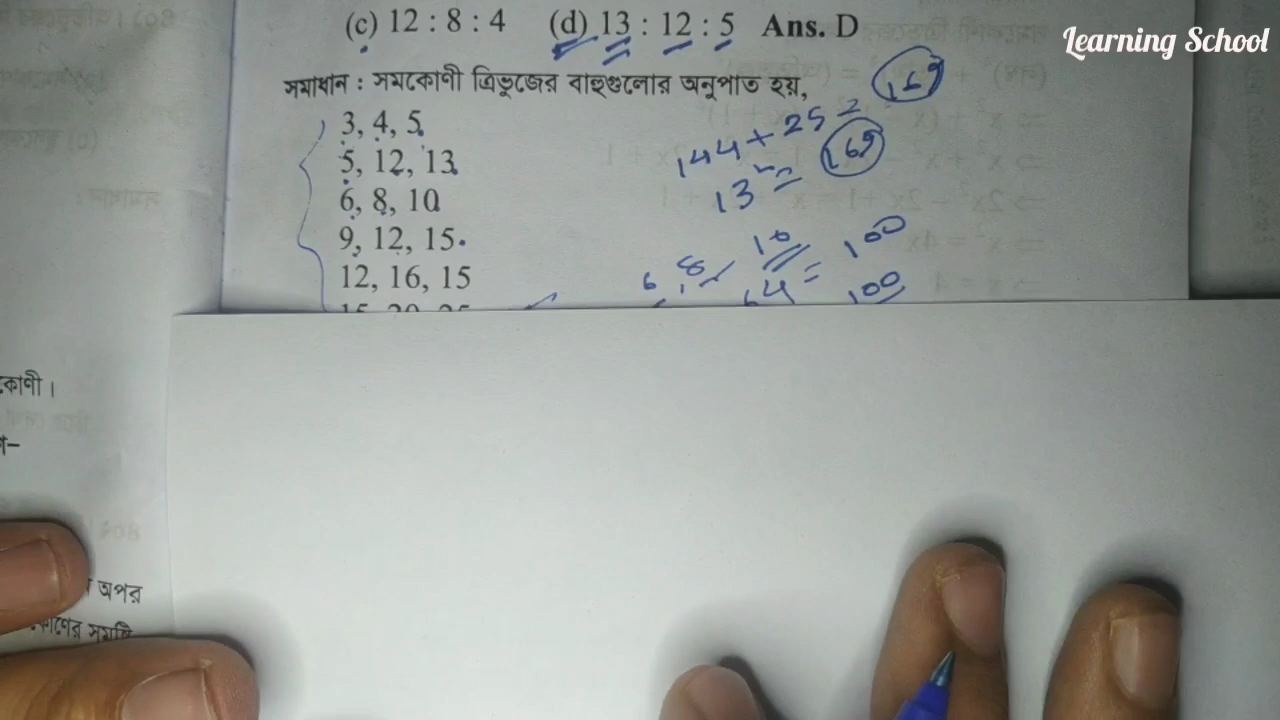 (c) 12 : 8 : 4 (d) 13 : 12 : 5 Ans. D
Learning School
সমাধান : সমকোণী ত্রিভুজের বাহুগুলোর অনুপাত হয়,
3, 4, 5
5, 12, 13
6, 8, 10
9, 12, 15
12, 16, 15
169
144 + 25 =
13² = 169
6, 8, 10
64 = 100
100
কোণী।
অপর
কোণের সমষ্টি